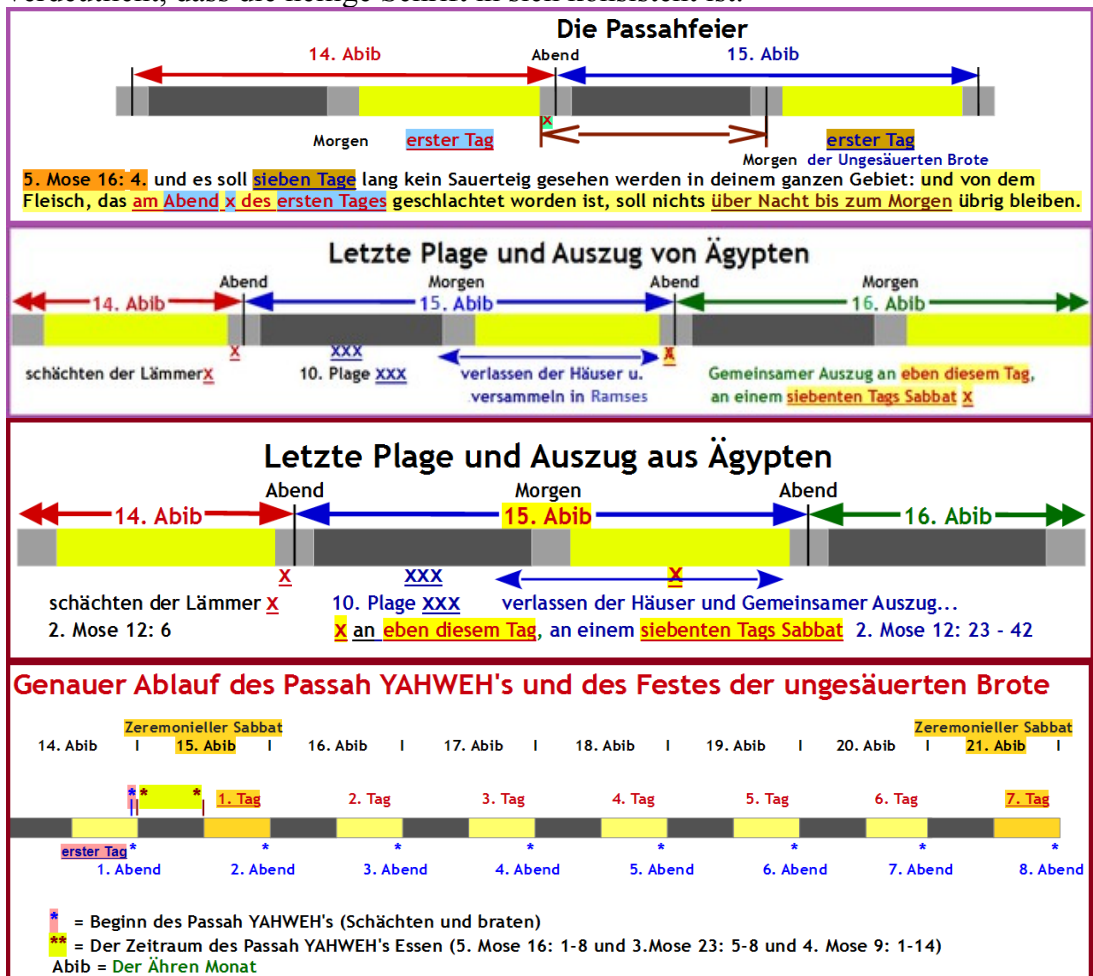 verdeutlicht, dass die heilige Schrift in sich konsistent ist.
Die Passahfeier
14. Abib Abend 15. Abib
x
Morgen erster Tag erster Tag
Morgen der Ungesäuerten Brote
5. Mose 16: 4. und es soll sieben Tage lang kein Sauerteig gesehen werden in deinem ganzen Gebiet: und von dem
Fleisch, das am Abend x des ersten Tages geschlachtet worden ist, soll nichts über Nacht bis zum Morgen übrig bleiben.
Letzte Plage und Auszug von Ägypten
Abend Morgen Abend Morgen
14. Abib 15. Abib 16. Abib
x xxx x
schächten der Lämmerx 10. Plage xxx verlassen der Häuser u. Gemeinsamer Auszug an eben diesem Tag,
.versammeln in Ramses an einem siebenten Tags Sabbat x
Letzte Plage und Auszug aus Ägypten
Abend Morgen Abend
14. Abib 15. Abib 16. Abib
x xxx x
schächten der Lämmer x 10. Plage xxx verlassen der Häuser und Gemeinsamer Auszug...
2. Mose 12: 6 x an eben diesem Tag, an einem siebenten Tags Sabbat 2. Mose 12: 23 - 42
Genauer Ablauf des Passah YAHWEH's und des Festes der ungesäuerten Brote
Zeremonieller Sabbat Zeremonieller Sabbat
14. Abib I 15. Abib I 16. Abib I 17. Abib I 18. Abib I 19. Abib I 20. Abib I 21. Abib I
* * * 1. Tag 2. Tag 3. Tag 4. Tag 5. Tag 6. Tag 7. Tag
erster Tag * * * * * * * *
1. Abend 2. Abend 3. Abend 4. Abend 5. Abend 6. Abend 7. Abend 8. Abend
* = Beginn des Passah YAHWEH's (Schächten und braten)
** = Der Zeitraum des Passah YAHWEH's Essen (5. Mose 16: 1-8 und 3.Mose 23: 5-8 und 4. Mose 9: 1-14)
Abib = Der Ähren Monat